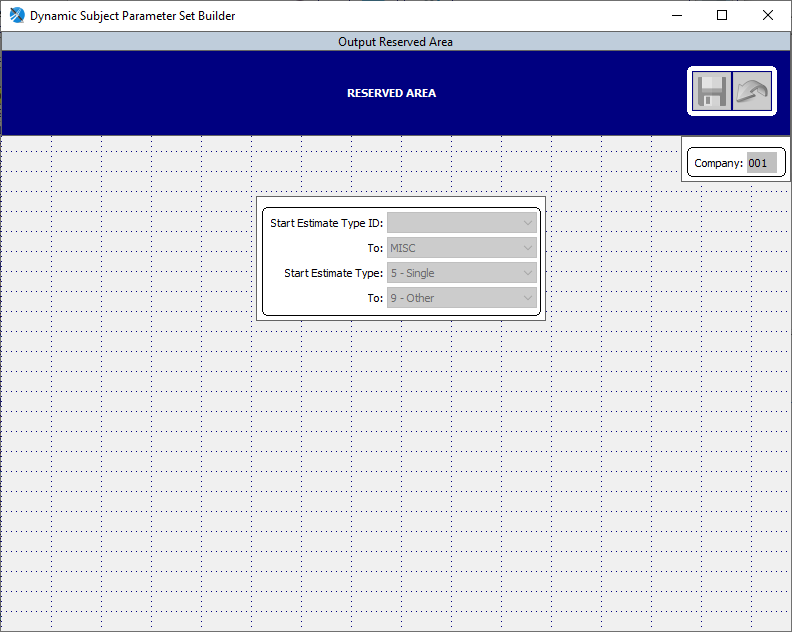 Dynamic Subject Parameter Set Builder
Output Reserved Area
RESERVED AREA
Company: 001
Start Estimate Type ID:
To: MISC
Start Estimate Type: 5 - Single
To: 9 - Other